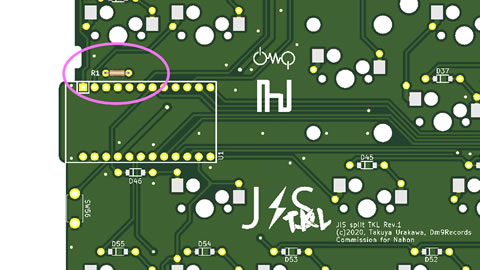 R1
D37
U1
D45
D46
SW56
JIS
TKL
JIS split TKL Rev.1
(c)2020, Takuya Urakawa, Dm9Records
Commission for Nahon
D55
D54
D53
D52